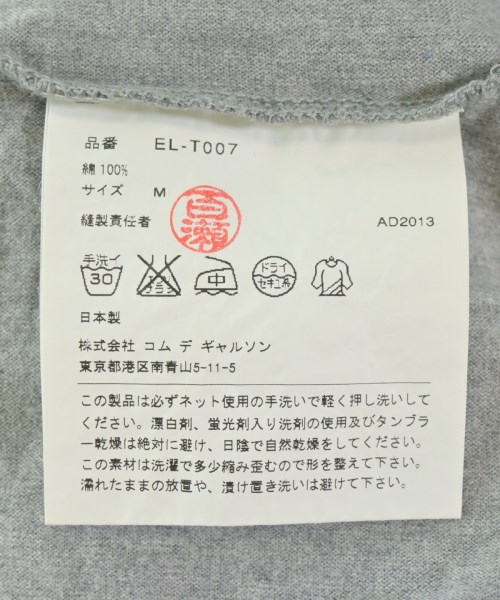 品番 EL-T007
綿 100%
サイズ M
縫製責任者 百瀬 AD2013
手洗イ 30 エンソ サラシ 中 ドライ セキユ系
日本製
株式会社 コム デ ギャルソン
東京都港区南青山5-11-5
この製品は必ずネット使用の手洗いで軽く押し洗いして
ください。漂白剤、蛍光剤入り洗剤の使用及びタンブラ
ー乾燥は絶対に避け、日陰で自然乾燥をしてください。
この素材は洗濯で多少縮み歪むので形を整えて下さい。
濡れたままの放置や、漬け置き洗いは避けて下さい。